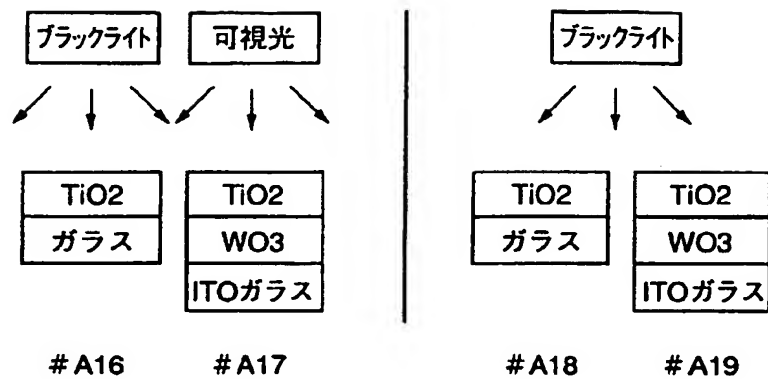 ブラックライト 可視光 ブラックライト
TiO2 TiO2 TiO2 TiO2
ガラス WO3 ガラス WO3
ITOガラス ITOガラス
#A16 #A17 #A18 #A19